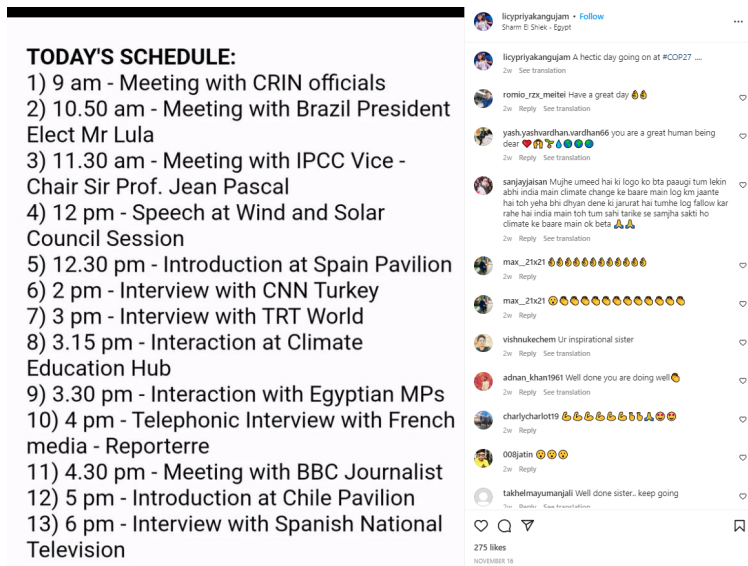 TODAY'S SCHEDULE:
1) 9 am - Meeting with CRIN officials
2) 10.50 am - Meeting with Brazil President
Elect Mr Lula
3) 11.30 am - Meeting with IPCC Vice -
Chair Sir Prof. Jean Pascal
4) 12 pm - Speech at Wind and Solar
Council Session
5) 12.30 pm - Introduction at Spain Pavilion
6) 2 pm - Interview with CNN Turkey
7) 3 pm - Interview with TRT World
8) 3.15 pm - Interaction at Climate
Education Hub
9) 3.30 pm - Interaction with Egyptian MPs
10) 4 pm - Telephonic Interview with French
media - Reporterre
11) 4.30 pm - Meeting with BBC Journalist
12) 5 pm - Introduction at Chile Pavilion
13) 6 pm - Interview with Spanish National
Television
licypriyakangujam • Follow
Sharm El Shiek - Egypt
licypriyakangujam A hectic day going on at #COP27 ....
2w See translation
romio_rzx_meitei Have a great day 👌👌
2w Reply See translation
yash.yashvardhan.vardhan66 you are a great human being
dear
2w Reply See translation
sanjayjaisan Mujhe umeed hai ki logo ko bta paaugi tum lekin
abhi india main climate change ke baare main log km jaante
hai toh yeha bhi dhyan dene ki jarurat hai tumhe log fallow kar
rahe hai india main toh tum sahi tarike se samjha sakti ho
climate ke baare main ok beta 🙏🙏
2w Reply See translation
max__21x21
2w Reply
max__21x21
2w Reply
vishnukechem Ur inspirational sister
2w Reply See translation
adnan_khan1961 Well done you are doing well👏
2w Reply See translation
charlycharlot19
2w Reply
008jatin 😮😮😮
2w Reply
takhelmayumanjali Well done sister.. keep going
2w Reply See translation
275 likes
NOVEMBER 16